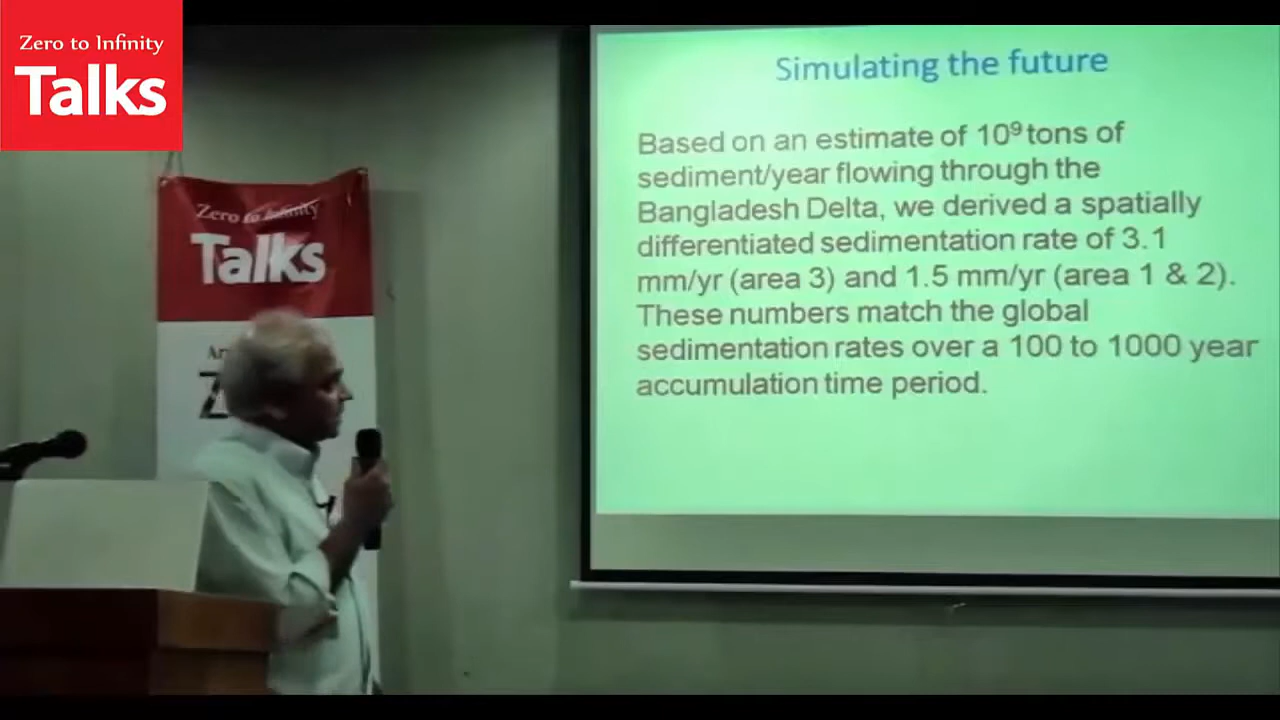 Zero to Infinity
Talks
Simulating the future
Based on an estimate of 10⁹ tons of
sediment/year flowing through the
Bangladesh Delta, we derived a spatially
differentiated sedimentation rate of 3.1
mm/yr (area 3) and 1.5 mm/yr (area 1 & 2).
These numbers match the global
sedimentation rates over a 100 to 1000 year
accumulation time period.
Zero to Infinity
Talks